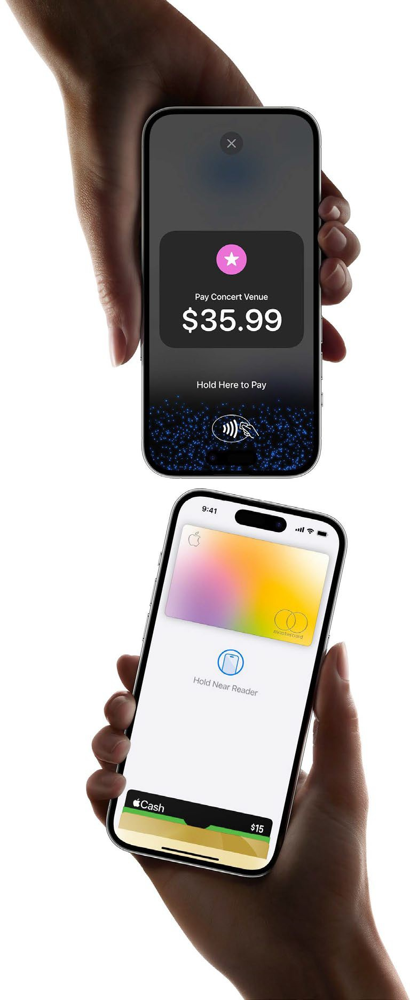 Pay Concert Venue
$35.99
Hold Here to Pay
9:41
mastercard
Hold Near Reader
Cash
$15